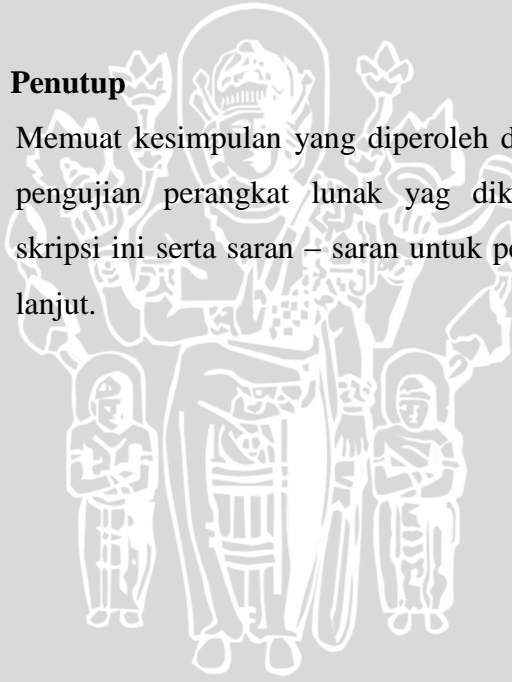 Penutup
Memuat kesimpulan yang diperoleh d
pengujian perangkat lunak yag dik
skripsi ini serta saran – saran untuk p
lanjut.